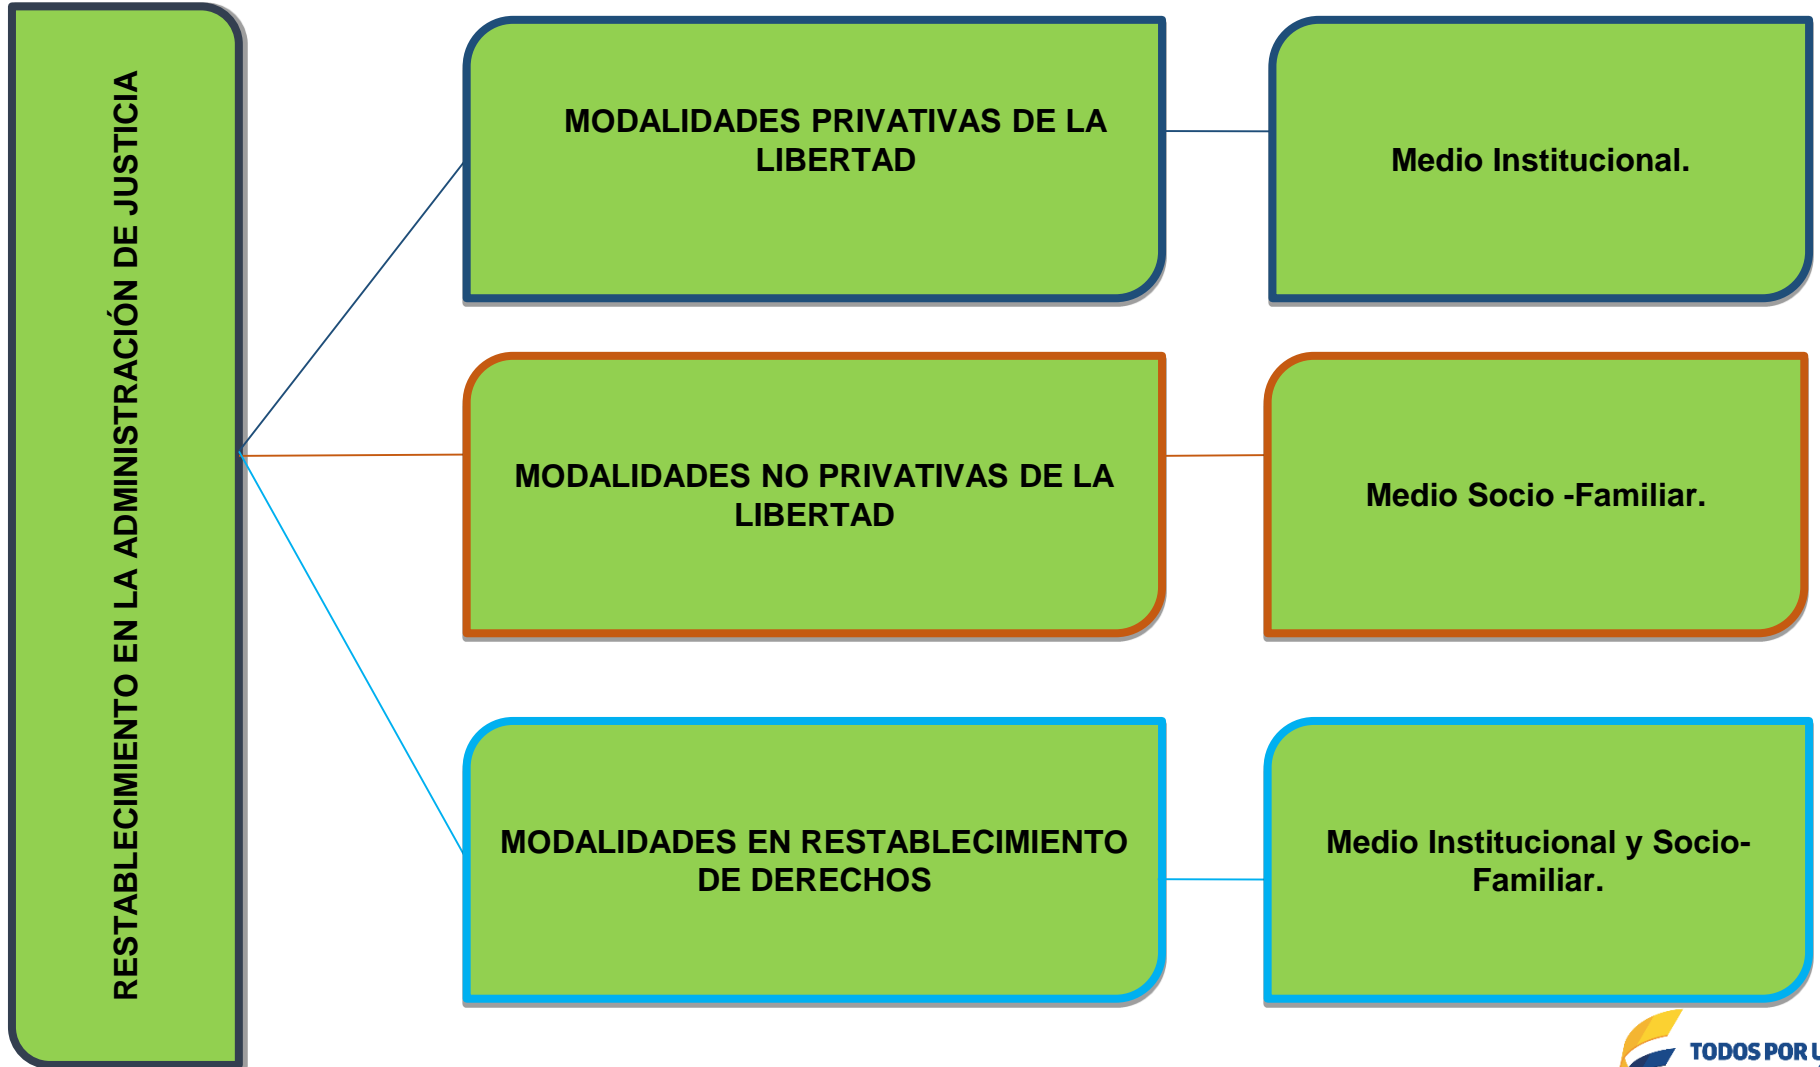 RESTABLECIMIENTO EN LA ADMINISTRACIÓN DE JUSTICIA
MODALIDADES PRIVATIVAS DE LA
LIBERTAD
Medio Institucional.
MODALIDADES NO PRIVATIVAS DE LA
LIBERTAD
Medio Socio -Familiar.
MODALIDADES EN RESTABLECIMIENTO
DE DERECHOS
Medio Institucional y Socio-
Familiar.
TODOS POR U